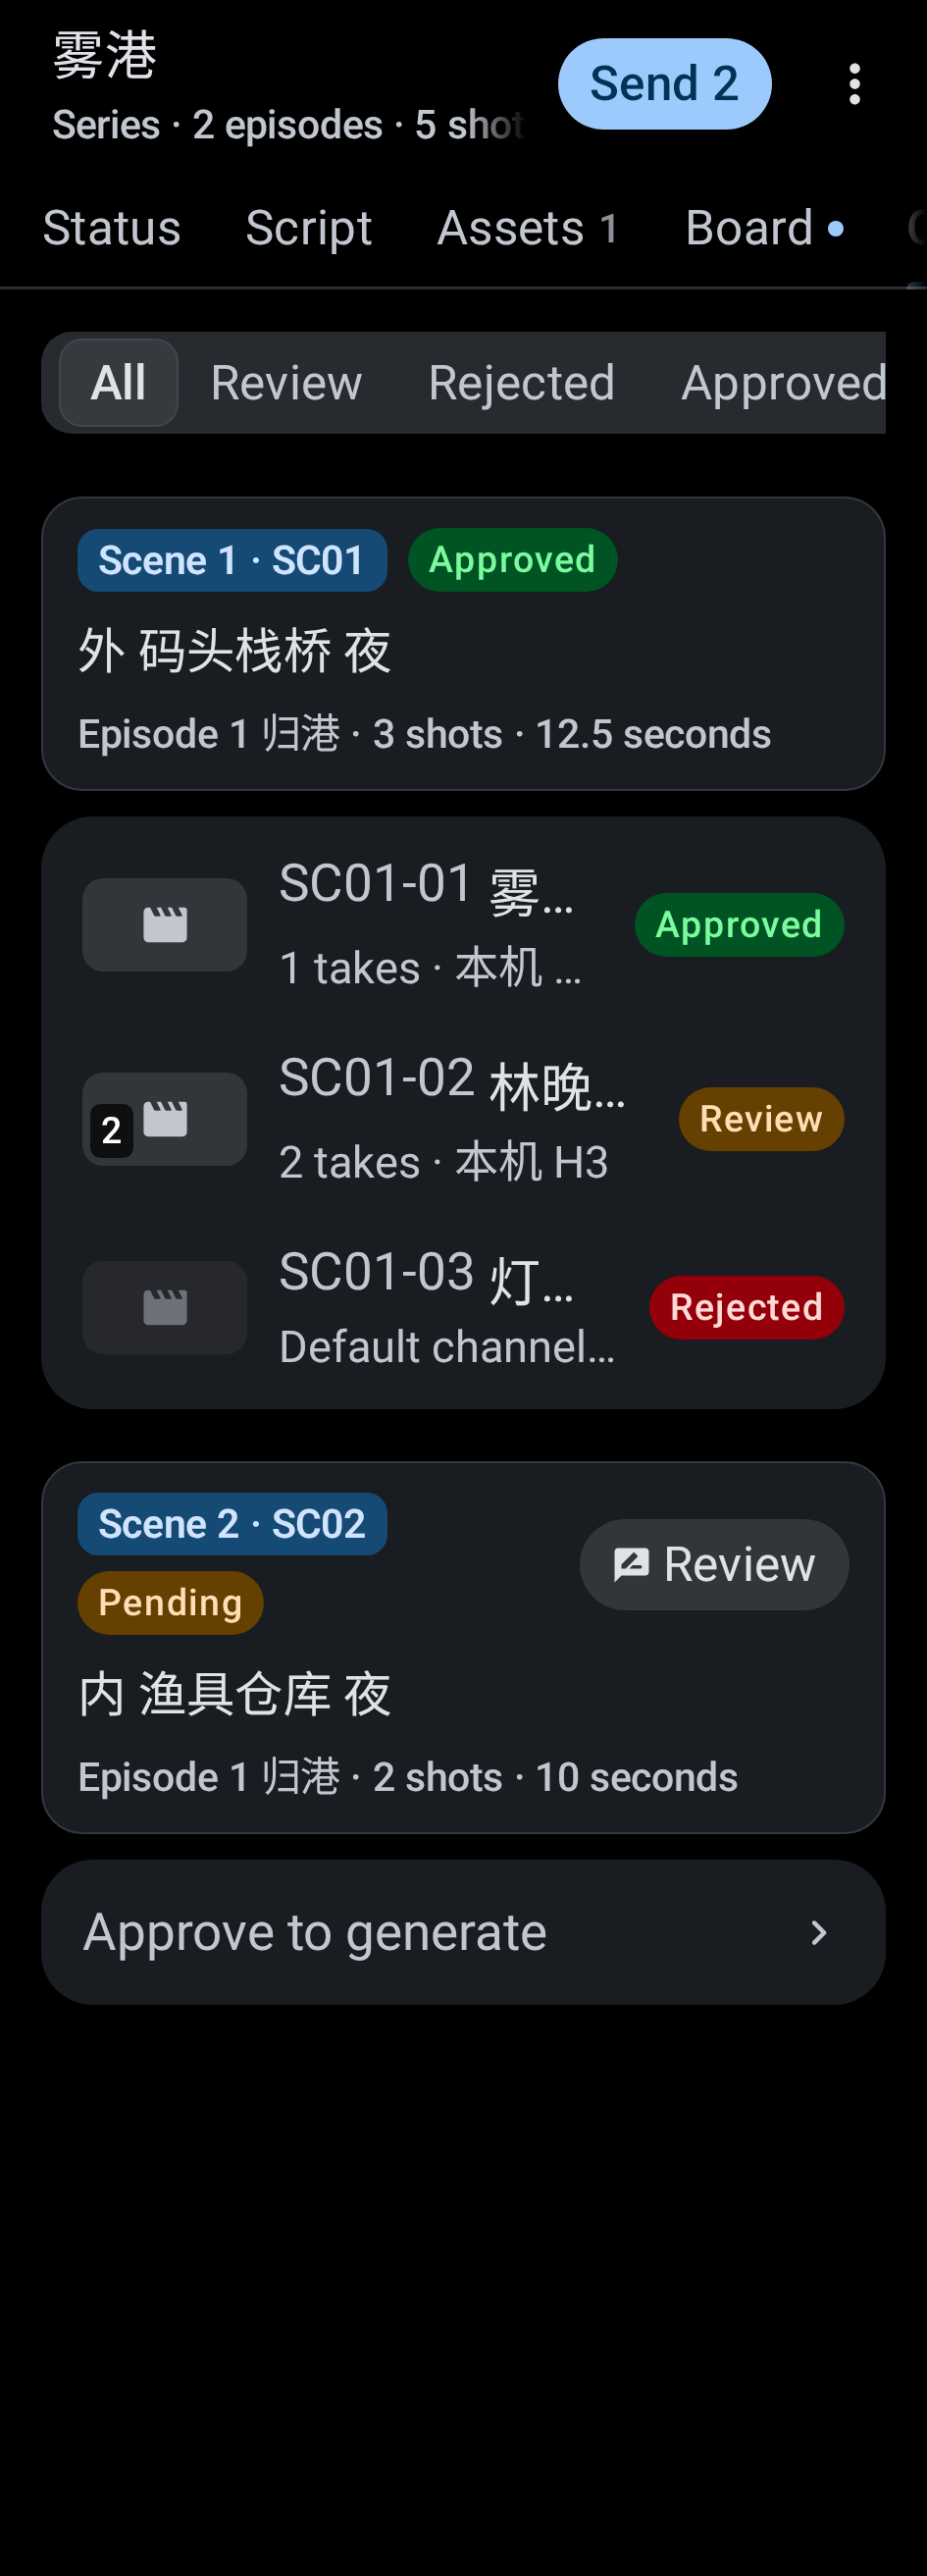 雾港
Send 2
Series · 2 episodes · 5 shot
Status Script Assets 1 Board
All Review Rejected Approved
Scene 1 · SC01 Approved
外 码头栈桥 夜
Episode 1 归港 · 3 shots · 12.5 seconds
SC01-01 雾…
Approved
1 takes · 本机 …
SC01-02 林晚…
2
Review
2 takes · 本机 H3
SC01-03 灯…
Rejected
Default channel…
Scene 2 · SC02
Review
Pending
内 渔具仓库 夜
Episode 1 归港 · 2 shots · 10 seconds
Approve to generate